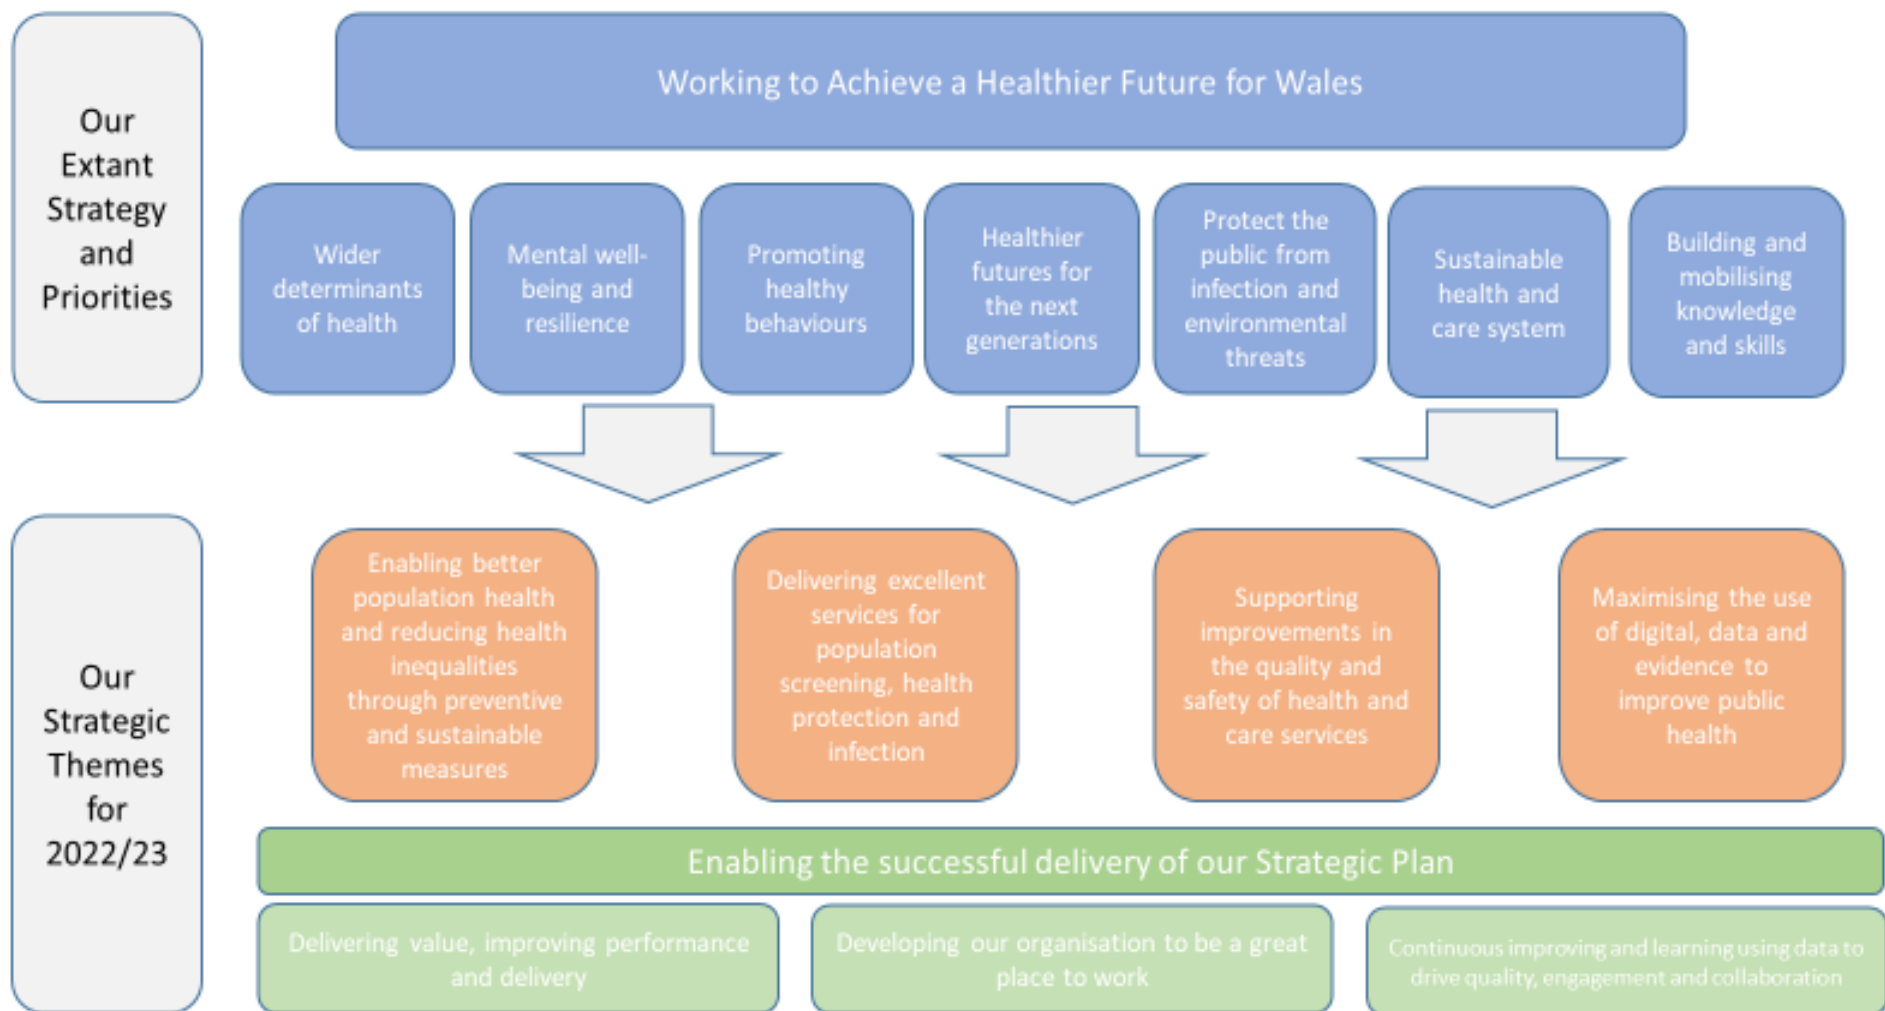 Our
Extant
Strategy
and
Priorities
Working to Achieve a Healthier Future for Wales
Wider
determinants
of health
Mental well-
being and
resilience
Promoting
healthy
behaviours
Healthier
futures for
the next
generations
Protect the
public from
infection and
environmental
threats
Sustainable
health and
care system
Building and
mobilising
knowledge
and skills
Our
Strategic
Themes
for
2022/23
Enabling better
population health
and reducing health
inequalities
through preventive
and sustainable
measures
Delivering excellent
services for
population
screening, health
protection and
infection
Supporting
improvements in
the quality and
safety of health and
care services
Maximising the use
of digital, data and
evidence to
improve public
health
Enabling the successful delivery of our Strategic Plan
Delivering value, improving performance
and delivery
Developing our organisation to be a great
place to work
Continuous improving and learning using data to
drive quality, engagement and collaboration